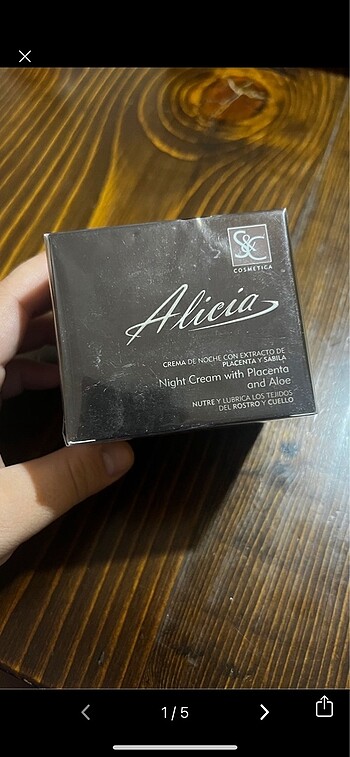 S&C
COSMETICA
Alicia
CREMA DE NOCHE CON EXTRACTO DE
PLACENTA Y SABILA
Night Cream with Placenta
and Aloe
NUTRE Y LUBRICA LOS TEJIDOS
DEL ROSTRO Y CUELLO
1/5